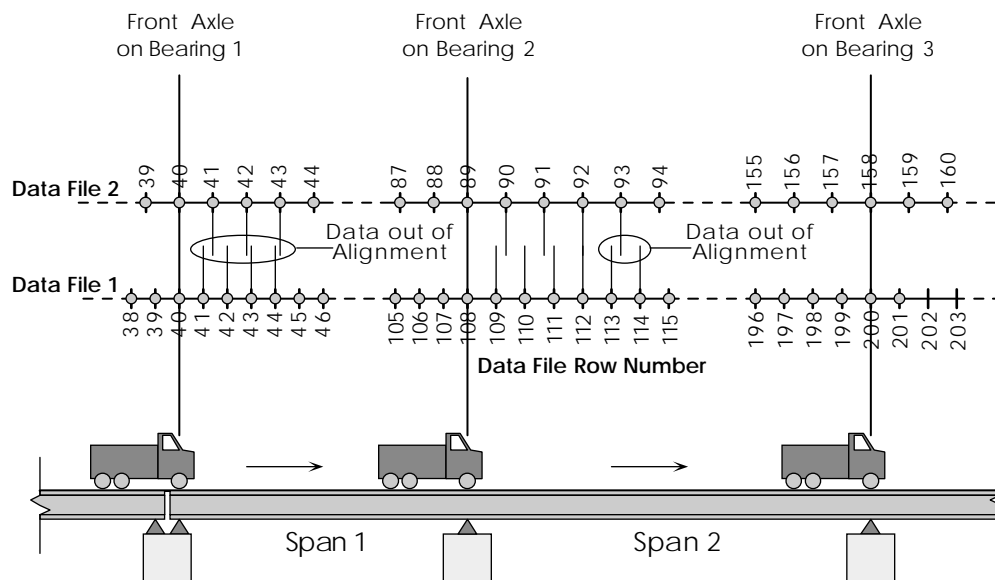 Front Axle
on Bearing 1
Front Axle
on Bearing 2
Front Axle
on Bearing 3
Data File 2
39 40 41 42 43 44 87 88 89 90 91 92 93 94 155 156 157 158 159 160
Data out of
Alignment
Data out of
Alignment
Data File 1
38 39 40 41 42 43 44 45 46 105 106 107 108 109 110 111 112 113 114 115 196 197 198 199 200 201 202 203
Data File Row Number
Span 1
Span 2